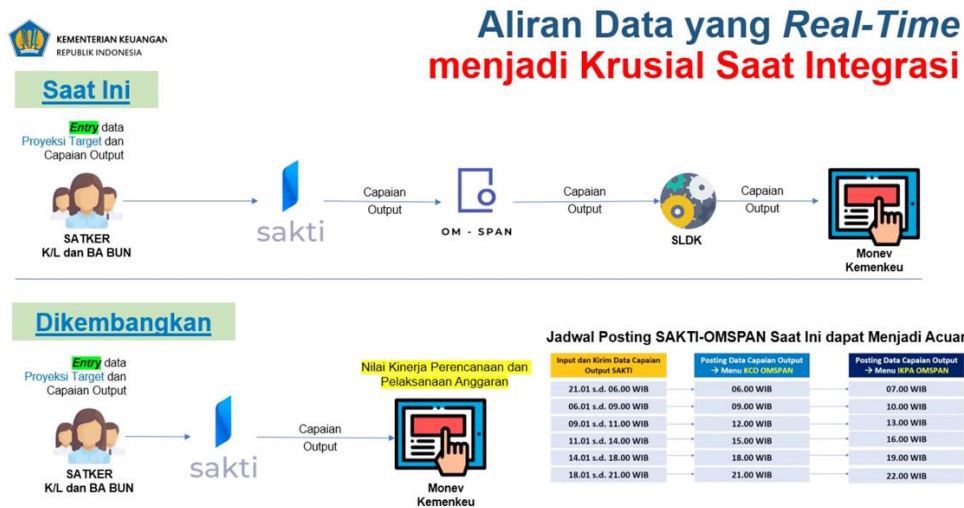 KEMENTERIAN KEUANGAN
REPUBLIK INDONESIA
Aliran Data yang Real-Time
menjadi Krusial Saat Integrasi
Saat Ini
Entry data
Proyeksi Target dan
Capaian Output
SATKER
K/L dan BA BUN
sakti
Capaian
Output
OM - SPAN
Capaian
Output
SLDK
Capaian
Output
Monev
Kemenkeu
Dikembangkan
Entry data
Proyeksi Target dan
Capaian Output
SATKER
K/L dan BA BUN
sakti
Capaian
Output
Nilai Kinerja Perencanaan dan
Pelaksanaan Anggaran
Monev
Kemenkeu
Jadwal Posting SAKTI-OMSPAN Saat Ini dapat Menjadi Acuan
Input dan Kirim Data Capaian
Output SAKTI
Posting Data Capaian Output
→ Menu KCO OMSPAN
Posting Data Capaian Output
→ Menu IKPA OMSPAN
21.01 s.d. 06.00 WIB 06.00 WIB 07.00 WIB
06.01 s.d. 09.00 WIB 09.00 WIB 10.00 WIB
09.01 s.d. 11.00 WIB 12.00 WIB 13.00 WIB
11.01 s.d. 14.00 WIB 15.00 WIB 16.00 WIB
14.01 s.d. 18.00 WIB 18.00 WIB 19.00 WIB
18.01 s.d. 21.00 WIB 21.00 WIB 22.00 WIB